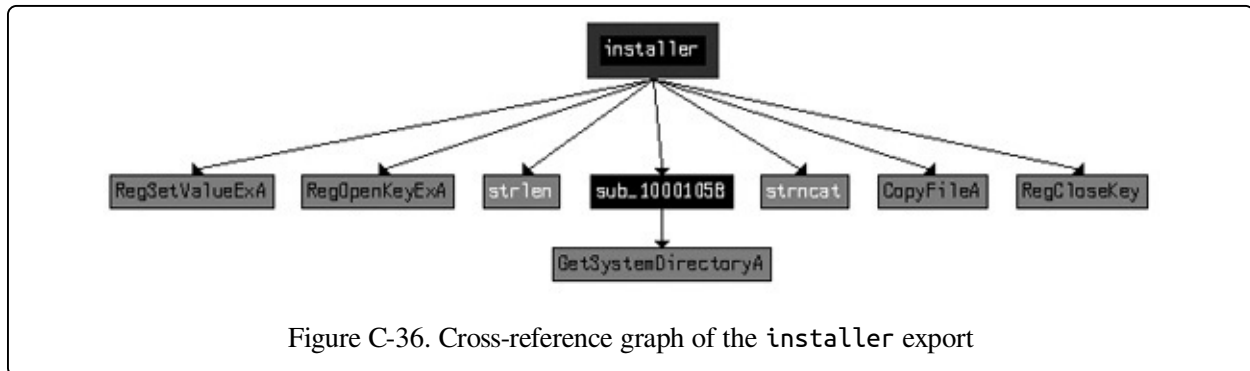 installer
RegSetValueExA
RegOpenKeyExA
strlen
sub_1000105B
strncat
CopyFileA
RegCloseKey
GetSystemDirectoryA
Figure C-36. Cross-reference graph of the installer export